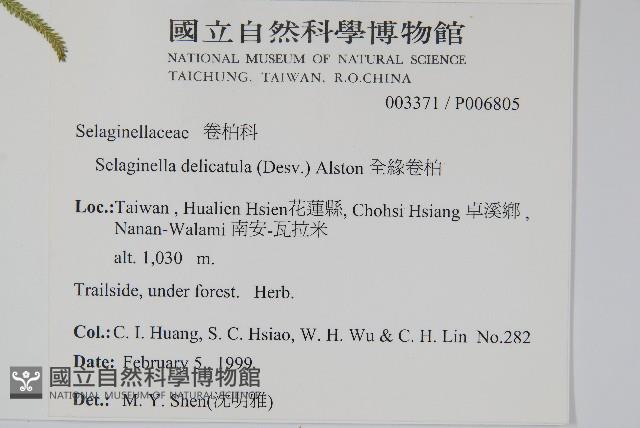 國立自然科學博物館
NATIONAL MUSEUM OF NATURAL SCIENCE
TAICHUNG, TAIWAN, R.O.CHINA
003371 / P006805
Selaginellaceae 卷柏科
Selaginella delicatula (Desv.) Alston 全緣卷柏
Loc.:Taiwan , Hualien Hsien花蓮縣, Chohsi Hsiang 卓溪鄉 ,
Nanan-Walami 南安-瓦拉米
alt. 1,030 m.
Trailside, under forest. Herb.
Col.: C. I. Huang, S. C. Hsiao, W. H. Wu & C. H. Lin No.282
Date: February 5, 1999
國立自然科學博物館
NATIONAL MUSEUM OF NATURAL SCIENCE
Det.: M. Y. Shen(沈明雅)